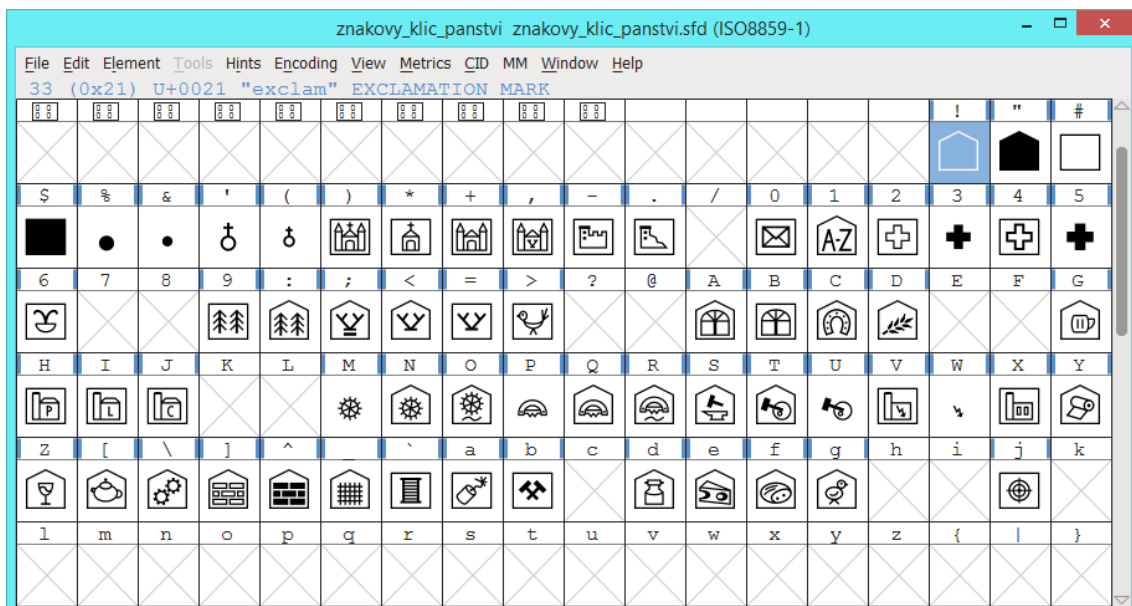 znakovy_klic_panstvi znakovy_klic_panstvi.sfd (ISO8859-1)
File Edit Element Tools Hints Encoding View Metrics CID MM Window Help
33 (0x21) U+0021 "exclam" EXCLAMATION MARK
! " #
$ % & ' ( ) * + , - . / 0 1 2 3 4 5
A-Z
6 7 8 9 : ; < = > ? @ A B C D E F G
H I J K L M N O P Q R S T U V W X Y
P L C
Z [ \ ] ^ _ ` a b c d e f g h i j k
l m n o p q r s t u v w x y z { | }